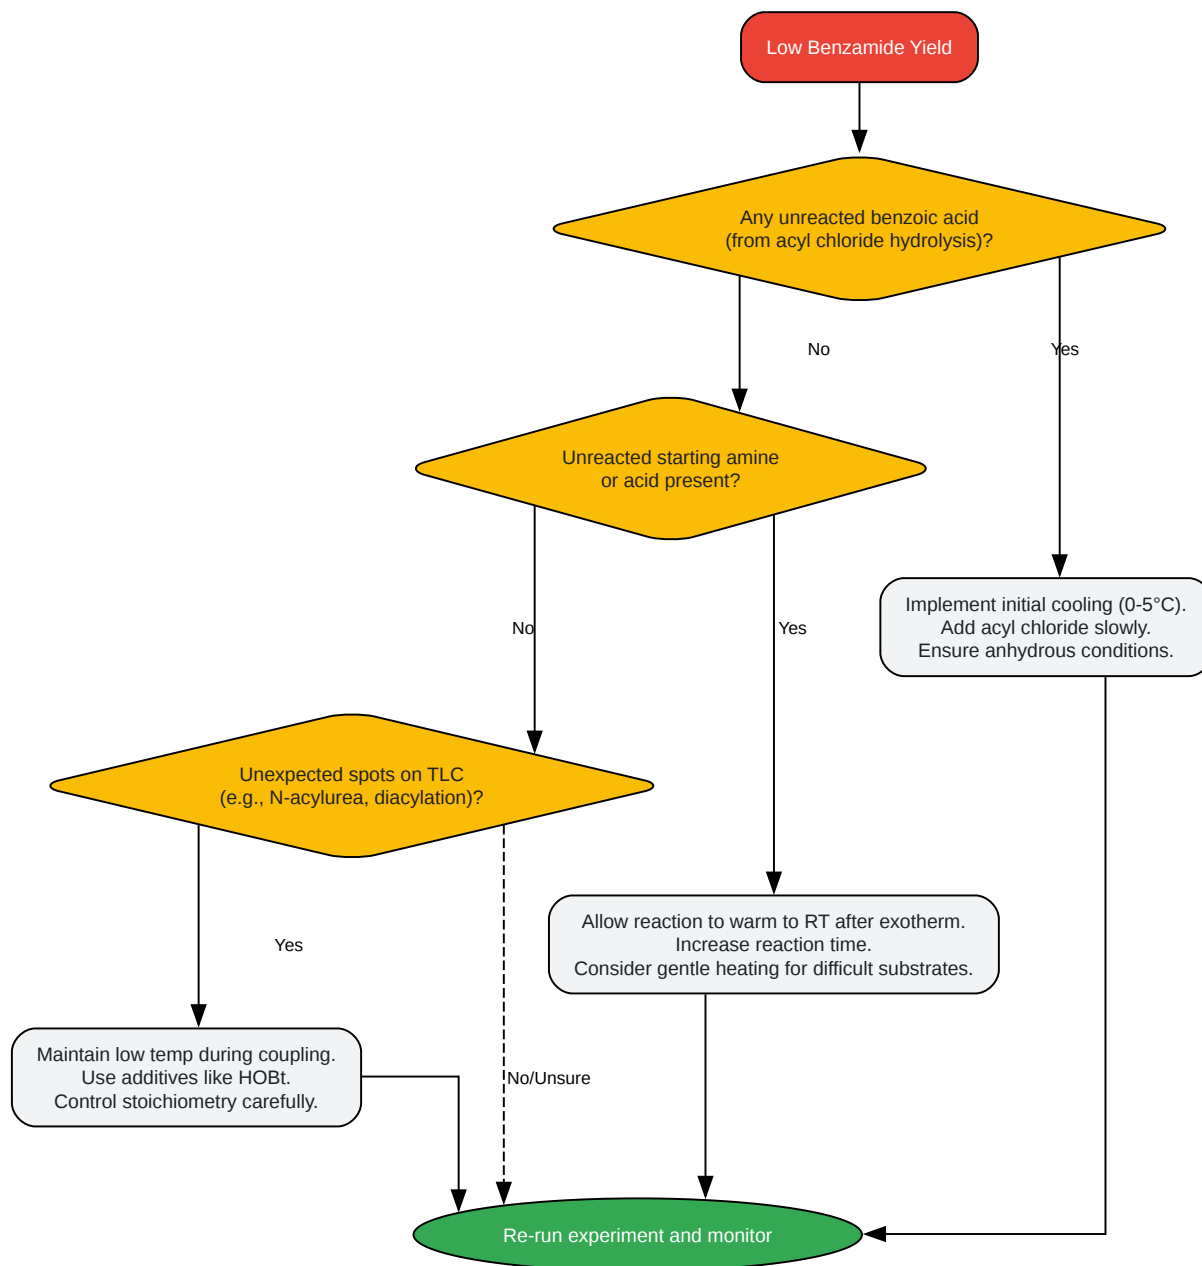 Low Benzamide Yield
Any unreacted benzoic acid
(from acyl chloride hydrolysis)?
No
Yes
Unreacted starting amine
or acid present?
Implement initial cooling (0-5°C).
Add acyl chloride slowly.
Ensure anhydrous conditions.
No
Yes
Unexpected spots on TLC
(e.g., N-acylurea, diacylation)?
Allow reaction to warm to RT after exotherm.
Increase reaction time.
Consider gentle heating for difficult substrates.
Yes
Maintain low temp during coupling.
Use additives like HOBt.
Control stoichiometry carefully.
No/Unsure
Re-run experiment and monitor